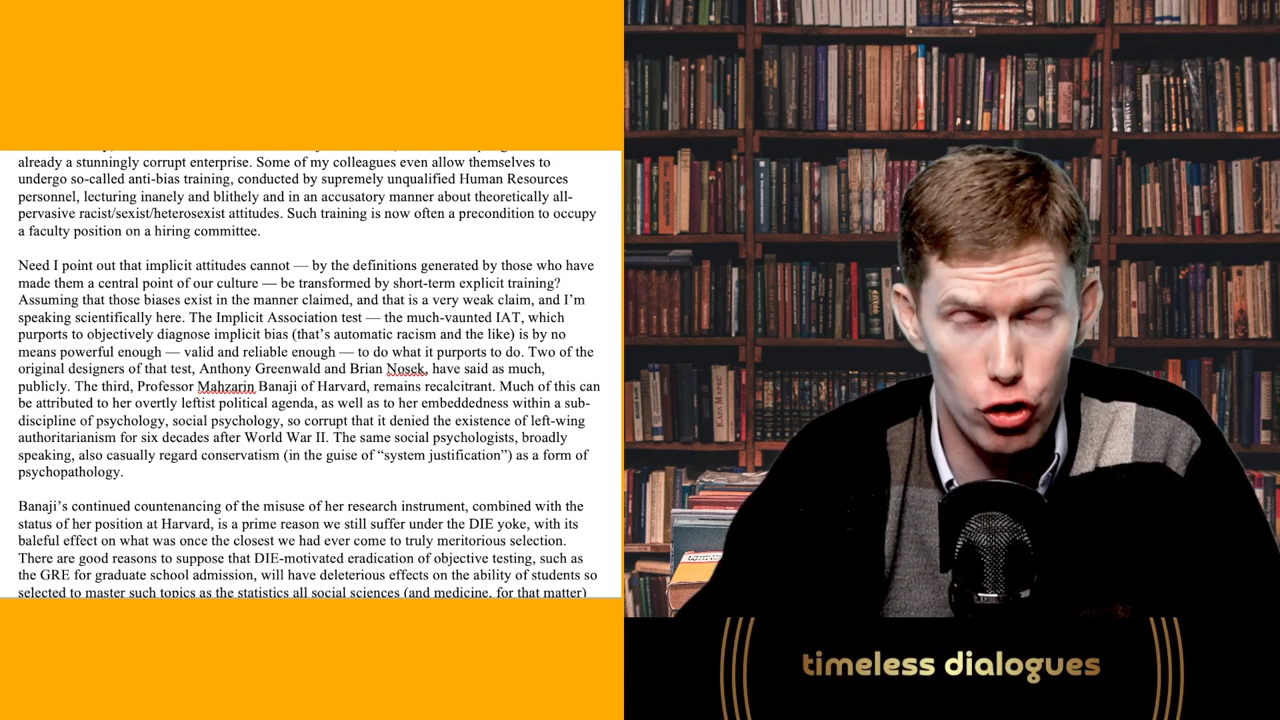 already a stunningly corrupt enterprise. Some of my colleagues even allow themselves to
undergo so-called anti-bias training, conducted by supremely unqualified Human Resources
personnel, lecturing inanely and blithely and in an accusatory manner about theoretically all-
pervasive racist/sexist/heterosexist attitudes. Such training is now often a precondition to occupy
a faculty position on a hiring committee.
Need I point out that implicit attitudes cannot — by the definitions generated by those who have
made them a central point of our culture — be transformed by short-term explicit training?
Assuming that those biases exist in the manner claimed, and that is a very weak claim, and I'm
speaking scientifically here. The Implicit Association test — the much-vaunted IAT, which
purports to objectively diagnose implicit bias (that's automatic racism and the like) is by no
means powerful enough — valid and reliable enough — to do what it purports to do. Two of the
original designers of that test, Anthony Greenwald and Brian Nosek, have said as much,
publicly. The third, Professor Mahzarin Banaji of Harvard, remains recalcitrant. Much of this can
be attributed to her overtly leftist political agenda, as well as to her embeddedness within a sub-
discipline of psychology, social psychology, so corrupt that it denied the existence of left-wing
authoritarianism for six decades after World War II. The same social psychologists, broadly
speaking, also casually regard conservatism (in the guise of “system justification”) as a form of
psychopathology.
Banaji's continued countenancing of the misuse of her research instrument, combined with the
status of her position at Harvard, is a prime reason we still suffer under the DIE yoke, with its
baleful effect on what was once the closest we had ever come to truly meritorious selection.
There are good reasons to suppose that DIE-motivated eradication of objective testing, such as
the GRE for graduate school admission, will have deleterious effects on the ability of students so
selected to master such topics as the statistics all social sciences (and medicine, for that matter)
timeless dialogues